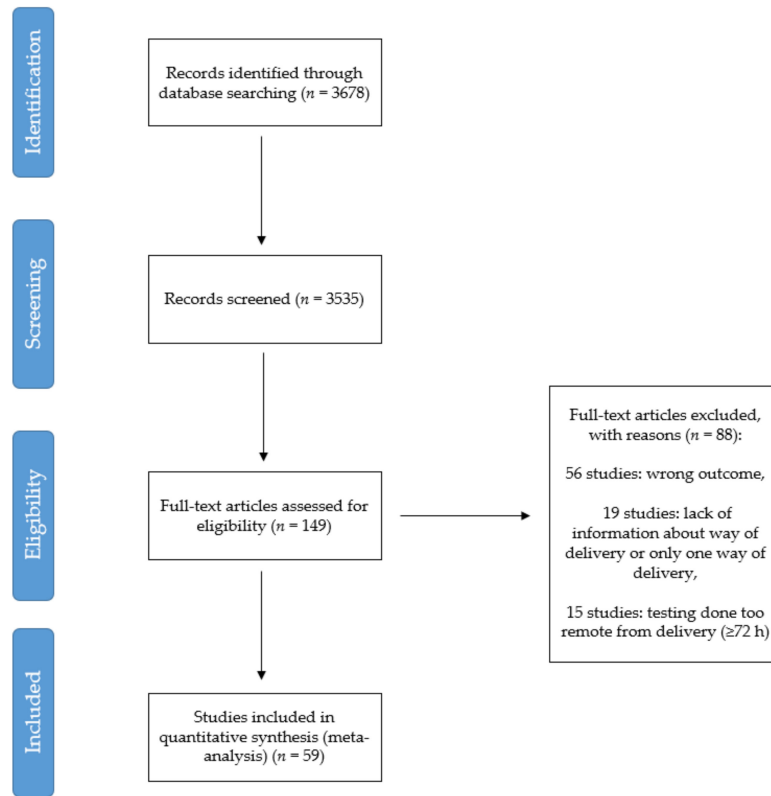 Identification
Records identified through
database searching (n = 3678)
Screening
Records screened (n = 3535)
Eligibility
Full-text articles assessed for
eligibility (n = 149)
Full-text articles excluded,
with reasons (n = 88):
56 studies: wrong outcome,
19 studies: lack of
information about way of
delivery or only one way of
delivery,
15 studies: testing done too
remote from delivery (≥72 h)
Included
Studies included in
quantitative synthesis (meta-
analysis) (n = 59)